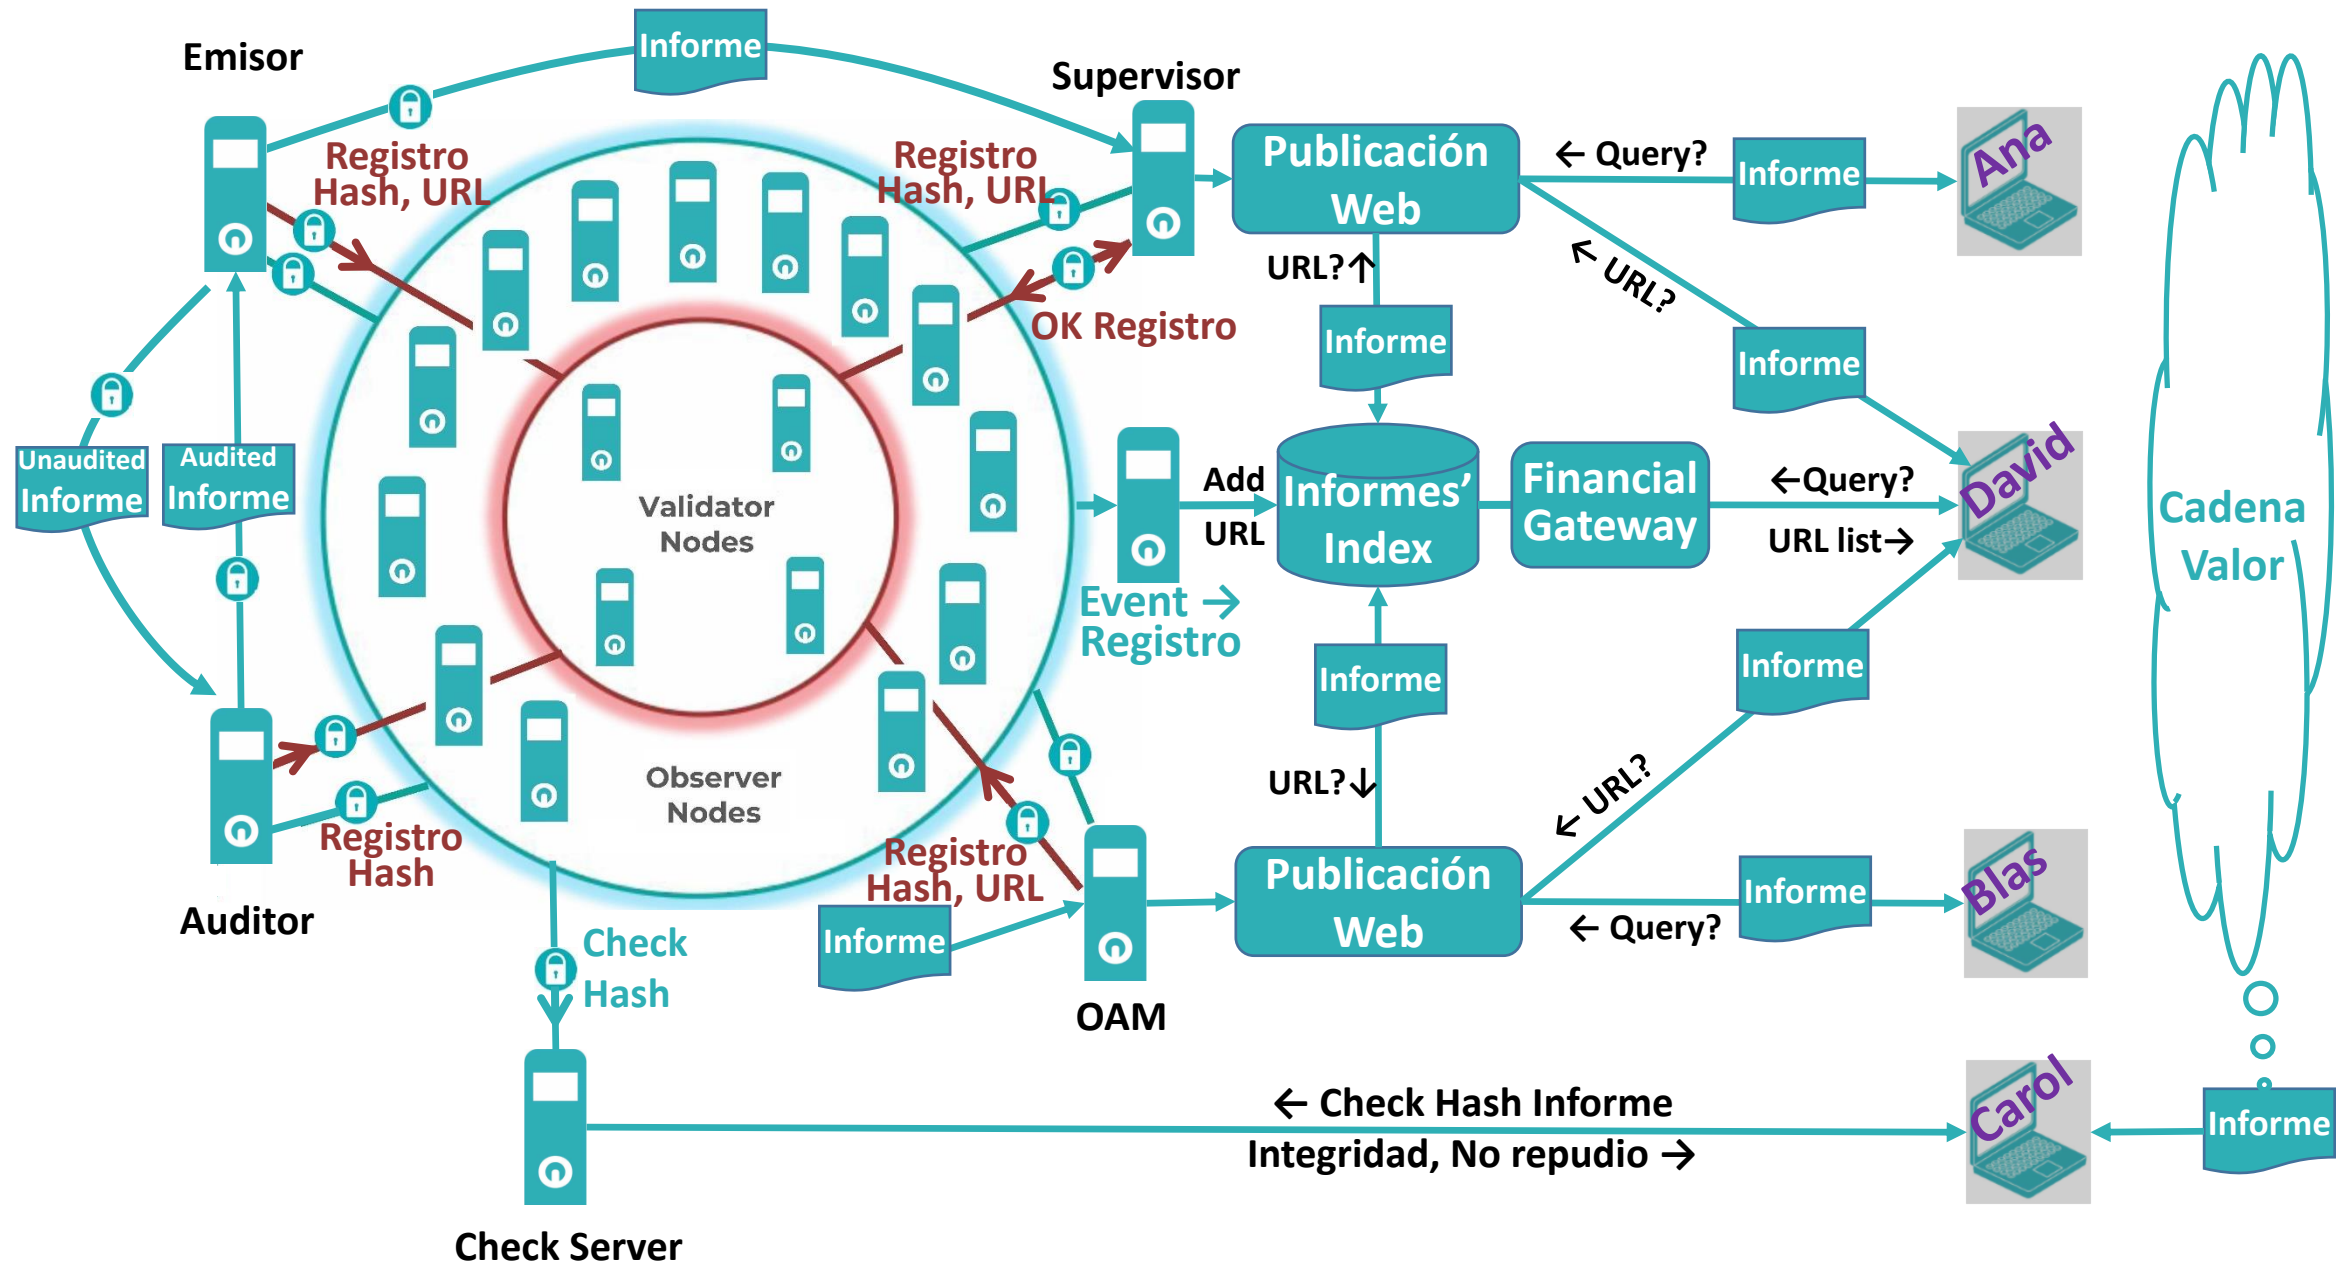 Emisor
Informe
Supervisor
Registro
Hash, URL
Registro
Hash, URL
Publicación
Web
← Query?
Informe
Ana
URL?↑
← URL?
OK Registro
Informe
Informe
Unaudited
Informe
Audited
Informe
Validator
Nodes
Add
URL
Informes’
Index
Financial
Gateway
←Query?
URL list→
David
Cadena
Valor
Event →
Registro
Informe
Informe
Observer
Nodes
URL?↓
← URL?
Registro
Hash
Auditor
Registro
Hash, URL
Informe
OAM
Publicación
Web
Informe
← Query?
Blas
Check
Hash
Check Server
← Check Hash Informe
Integridad, No repudio →
Carol
Informe